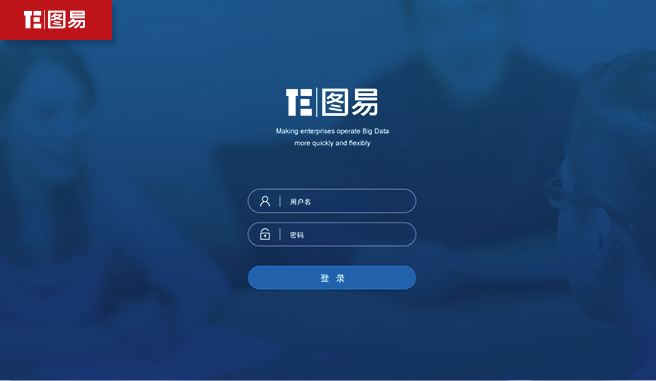 TE|图易
TE|图易
Making enterprises operate Big Data
more quickly and flexibly
用户名
密码
登 录